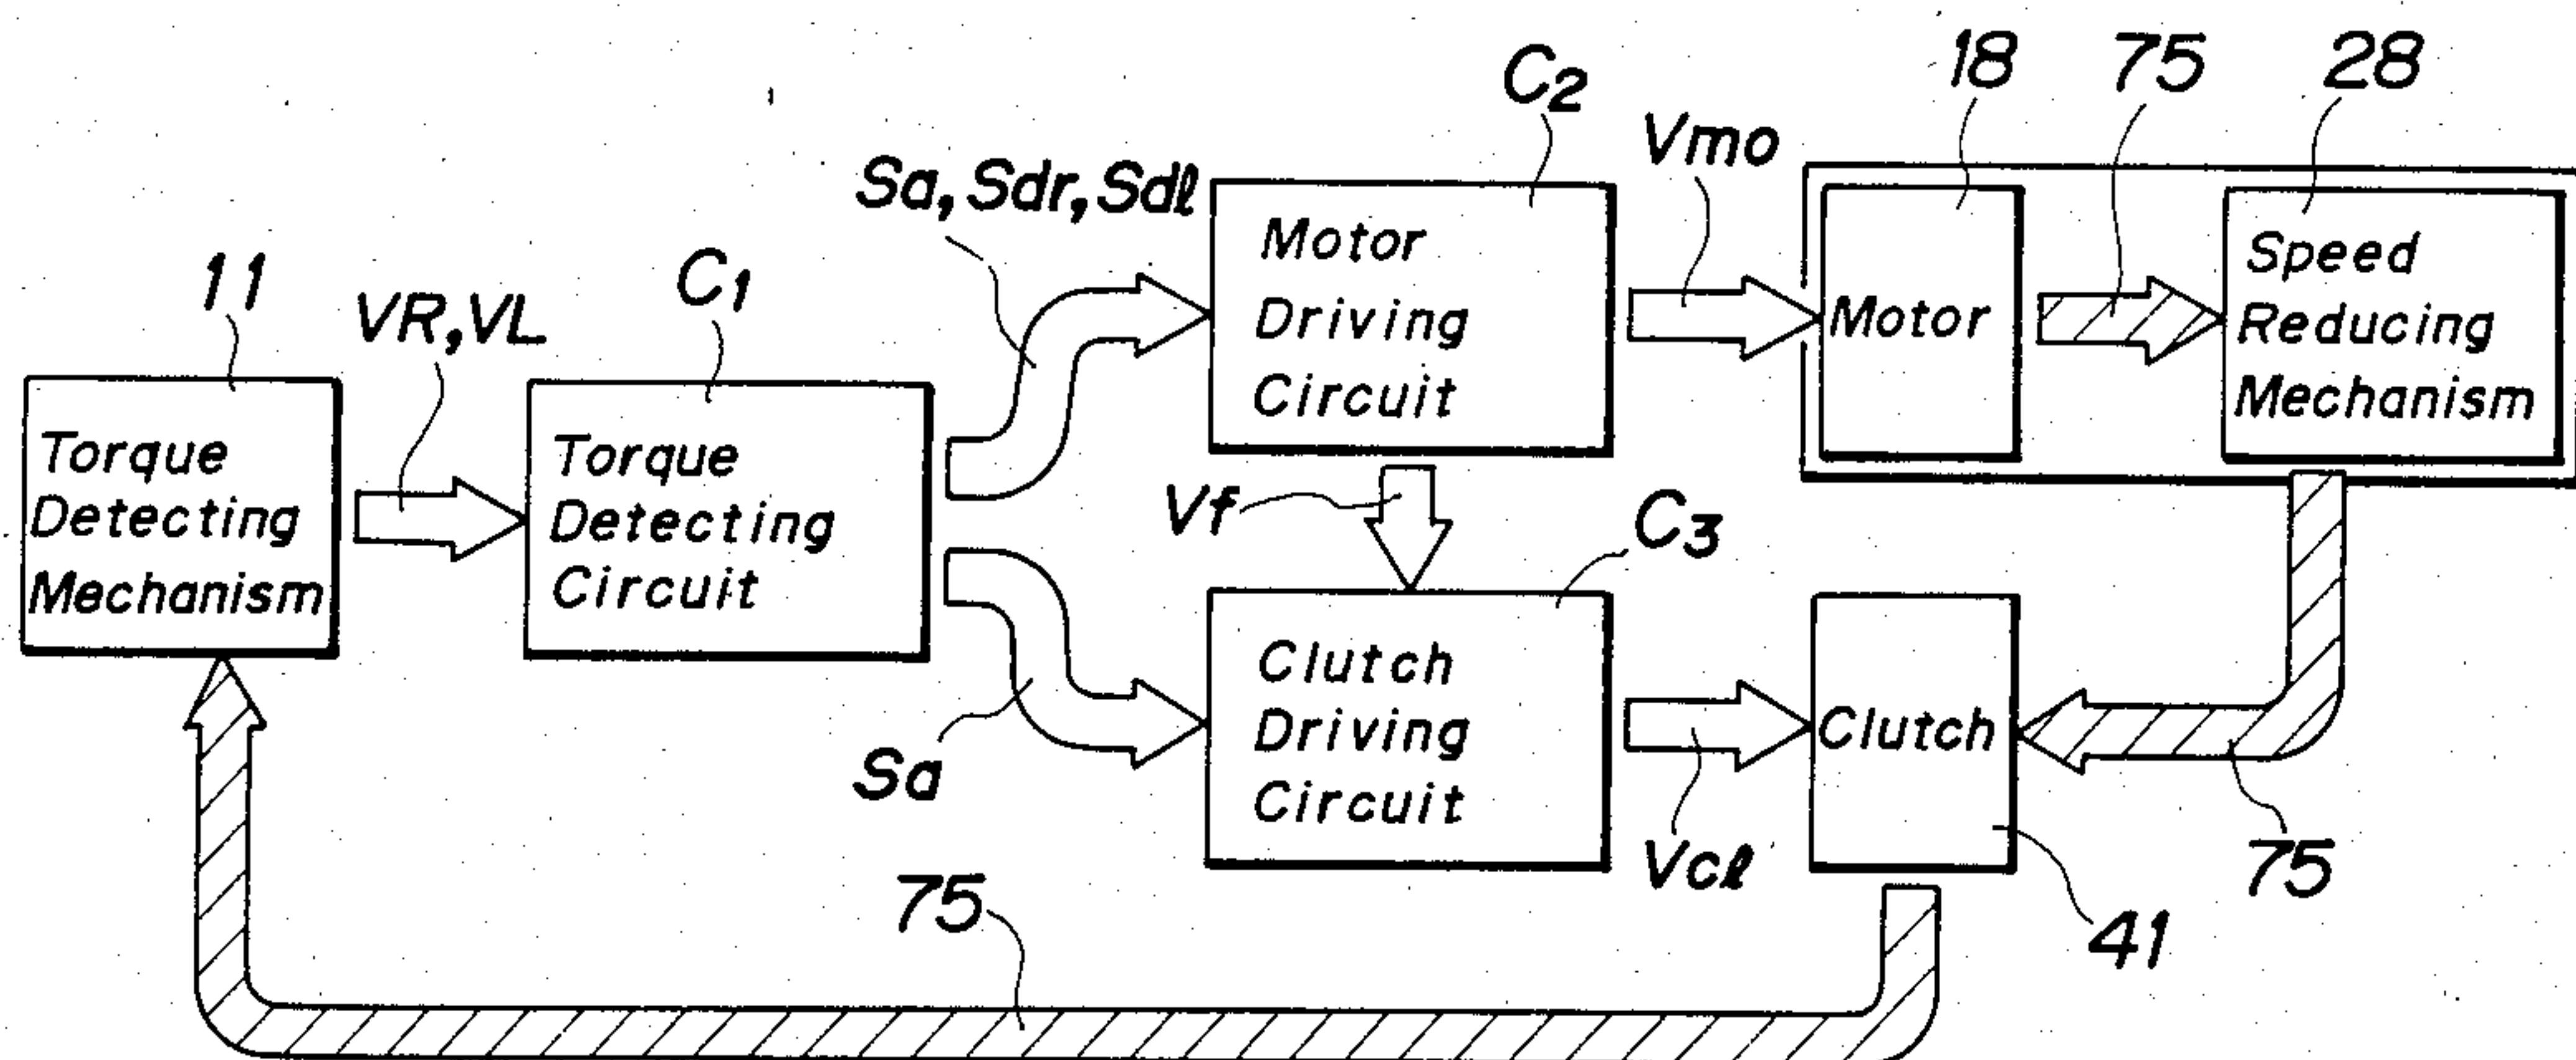 11
VR, VL
C1
Sa, Sdr, Sdℓ
C2
Vmo
18
75
28
Torque
Detecting
Mechanism
Torque
Detecting
Circuit
Motor
Driving
Circuit
Motor
Speed
Reducing
Mechanism
Vf
C3
Sa
Clutch
Driving
Circuit
Vcℓ
Clutch
41
75
75